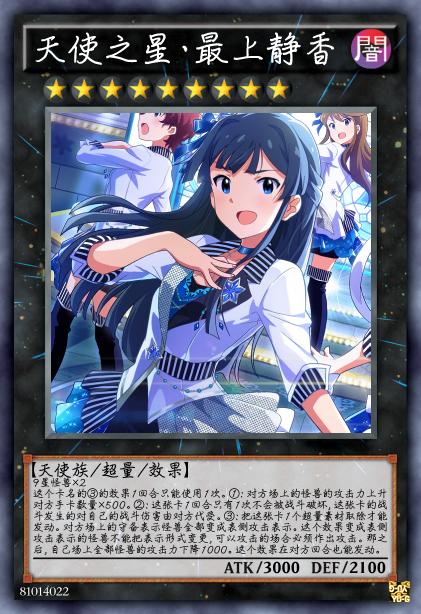 天使之星·最上静香
闇
【天使族/超量/效果】
9星怪兽×2
这个卡名的③的效果1回合只能使用1次。①:对方场上的怪兽的攻击力上升
对方手卡数量×500。②:这张卡1回合只有1次不会被战斗破坏,这张卡的战
斗发生的对自己的战斗伤害由对方代受。③:把这张卡1个超量素材取除才能
发动。对方场上的守备表示怪兽全部变成表侧攻击表示。这个效果变成表侧
攻击表示的怪兽不能把表示形式变更,可以攻击的场合必须作出攻击。那之
后,自己场上全部怪兽的攻击力下降1000。这个效果在对方回合也能发动。
ATK/3000 DEF/2100
81014022